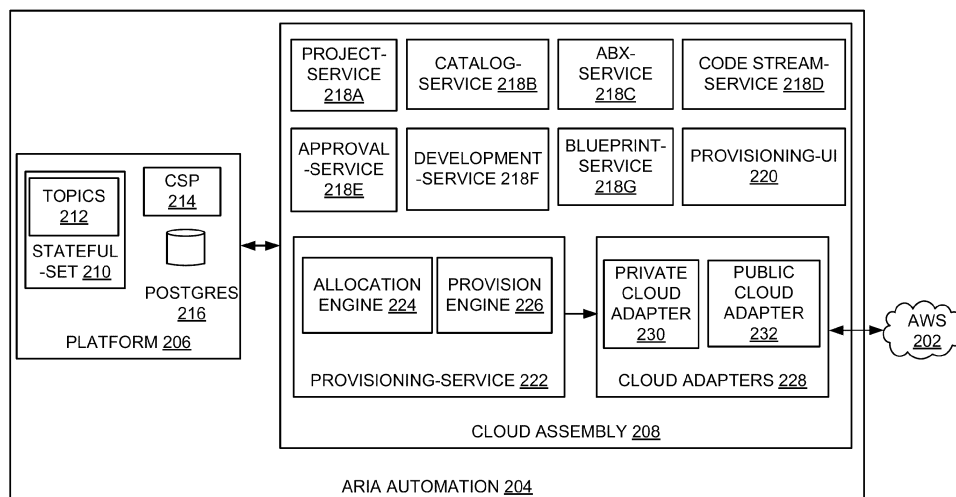 PROJECT-
SERVICE
218A
CATALOG-
SERVICE 218B
ABX-
SERVICE
218C
CODE STREAM-
SERVICE 218D
APPROVAL
-SERVICE
218E
DEVELOPMENT
-SERVICE 218F
BLUEPRINT-
SERVICE
218G
PROVISIONING-UI
220
TOPICS
212
STATEFUL
-SET 210
CSP
214
POSTGRES
216
PLATFORM 206
ALLOCATION
ENGINE 224
PROVISION
ENGINE 226
PROVISIONING-SERVICE 222
PRIVATE
CLOUD
ADAPTER
230
PUBLIC
CLOUD
ADAPTER
232
CLOUD ADAPTERS 228
AWS
202
CLOUD ASSEMBLY 208
ARIA AUTOMATION 204